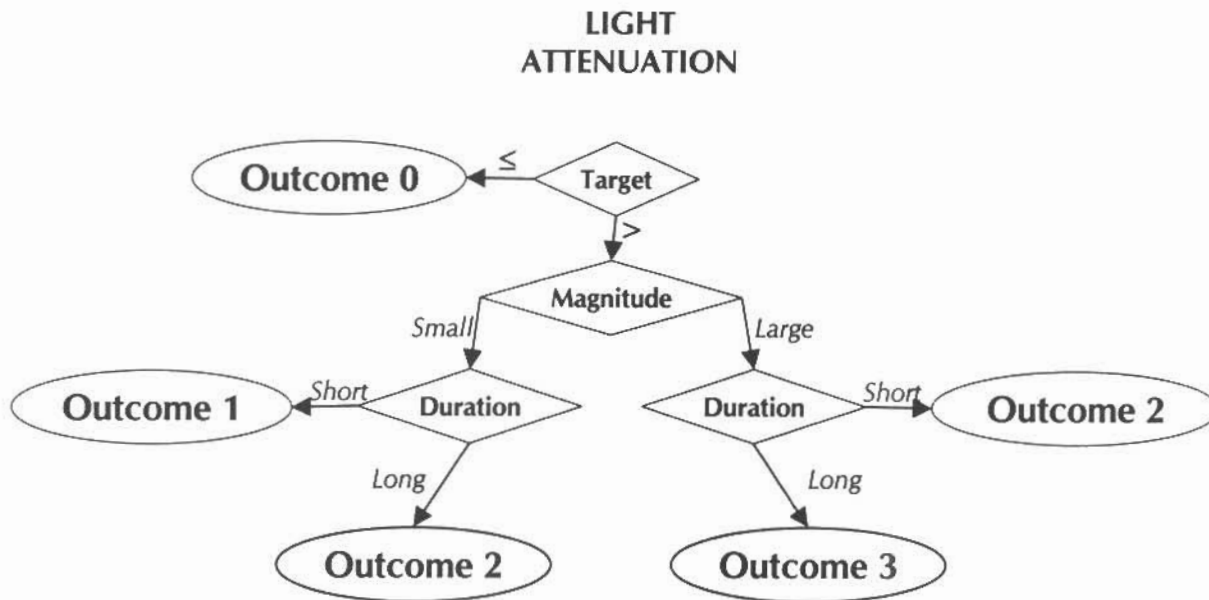 LIGHT
ATTENUATION
Outcome 0
≤
Target
>
Magnitude
Small
Large
Outcome 1
Short
Duration
Duration
Short
Outcome 2
Long
Long
Outcome 2
Outcome 3